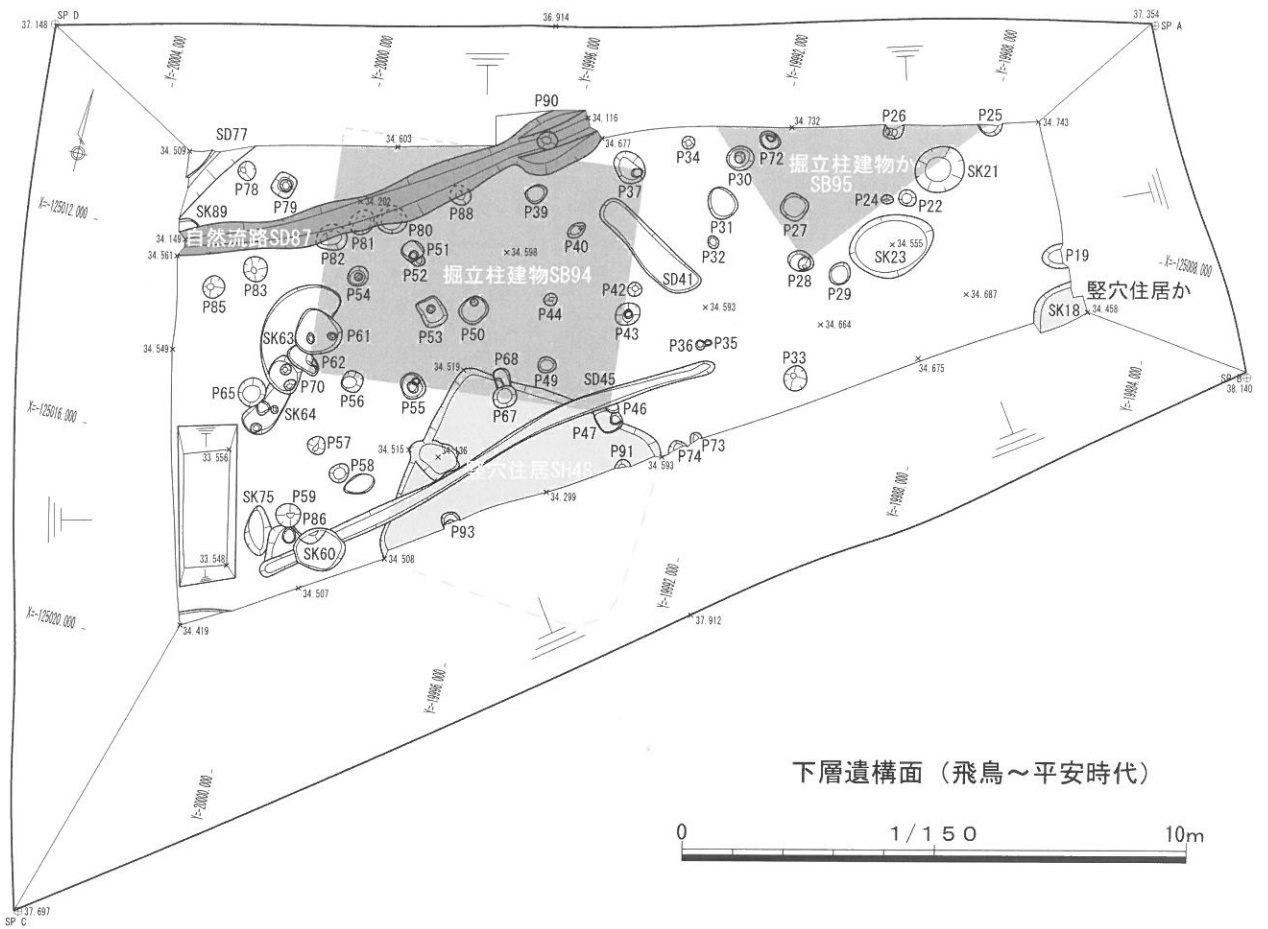 SP D
37.148
36.914
37.354
SP A
Y=-20004.000
Y=-20000.000
Y=-19996.000
Y=-19992.000
Y=-19988.000
P90
34.116
34.677
34.732
P26
P25
34.743
SD77
34.509
34.603
P34
P72
P30
掘立柱建物か
SB95
SK21
P78
P79
P37
P24
P22
34.202
P88
P39
P31
P27
X=-125012.000
SK89
34.149
34.561
自然流路SD87
P82
P81
P80
P51
P52
P40
P32
34.555
SK23
34.598
P19
X=-125008.000
P85
P83
P54
掘立柱建物SB94
SD41
P28
P29
竪穴住居か
P42
34.593
34.687
SK18
34.458
P53
P50
P44
P43
34.664
SK63
P61
34.549
P62
P36
P35
34.675
P68
34.519
P49
SD45
P33
SP B
38.140
P70
P65
P56
P55
P67
SK64
P46
P47
Y=-19984.000
X=-125016.000
P57
34.515
34.136
33.556
竪穴住居SH48
P91
34.593
P74
P73
P58
34.299
Y=-19988.000
SK75
P59
P86
P93
33.548
SK60
34.508
34.507
Y=-19992.000
X=-125020.000
34.419
37.912
Y=-19996.000
Y=-20000.000
下層遺構面（飛鳥～平安時代）
0
1/150
10m
37.697
SP C